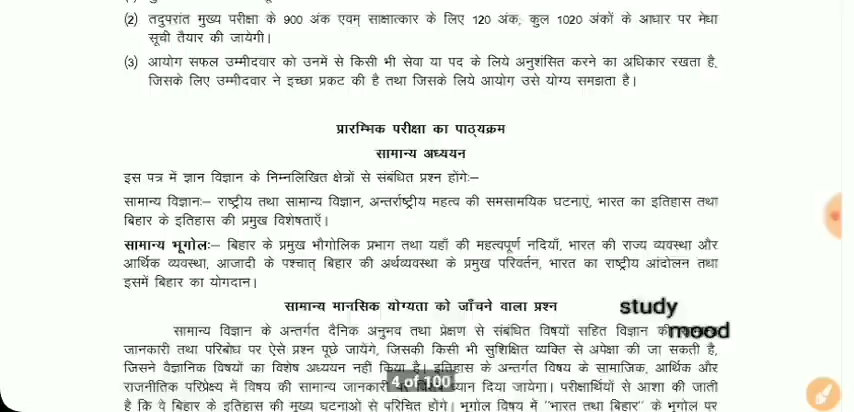 (2) तदुपरांत मुख्य परीक्षा के 900 अंक एवम् साक्षात्कार के लिए 120 अंक; कुल 1020 अंकों के आधार पर मेधा
सूची तैयार की जायेगी।
(3) आयोग सफल उम्मीदवार को उनमें से किसी भी सेवा या पद के लिये अनुशंसित करने का अधिकार रखता है,
जिसके लिए उम्मीदवार ने इच्छा प्रकट की है तथा जिसके लिये आयोग उसे योग्य समझता है।
प्रारम्भिक परीक्षा का पाठ्यक्रम
सामान्य अध्ययन
इस पत्र में ज्ञान विज्ञान के निम्नलिखित क्षेत्रों से संबंधित प्रश्न होंगे:–
सामान्य विज्ञान:– राष्ट्रीय तथा सामान्य विज्ञान, अन्तर्राष्ट्रीय महत्व की समसामयिक घटनाएं, भारत का इतिहास तथा
बिहार के इतिहास की प्रमुख विशेषताएँ।
सामान्य भूगोल:– बिहार के प्रमुख भौगोलिक प्रभाग तथा यहाँ की महत्वपूर्ण नदियाँ, भारत की राज्य व्यवस्था और
आर्थिक व्यवस्था, आजादी के पश्चात् बिहार की अर्थव्यवस्था के प्रमुख परिवर्तन, भारत का राष्ट्रीय आंदोलन तथा
इसमें बिहार का योगदान।
सामान्य मानसिक योग्यता को जाँचने वाला प्रश्न
study
mood
सामान्य विज्ञान के अन्तर्गत दैनिक अनुभव तथा प्रेक्षण से संबंधित विषयों सहित विज्ञान की
जानकारी तथा परिबोध पर ऐसे प्रश्न पूछे जायेंगे, जिसकी किसी भी सुशिक्षित व्यक्ति से अपेक्षा की जा सकती है,
जिसने वैज्ञानिक विषयों का विशेष अध्ययन नहीं किया है। इतिहास के अन्तर्गत विषय के सामाजिक, आर्थिक और
राजनीतिक परिप्रेक्ष्य में विषय की सामान्य जानकारी ध्यान दिया जायेगा। परीक्षार्थियों से आशा की जाती
4 of 100
है कि वे बिहार के इतिहास की मुख्य घटनाओं से परिचित होंगे। भूगोल विषय में "भारत तथा बिहार" के भूगोल पर